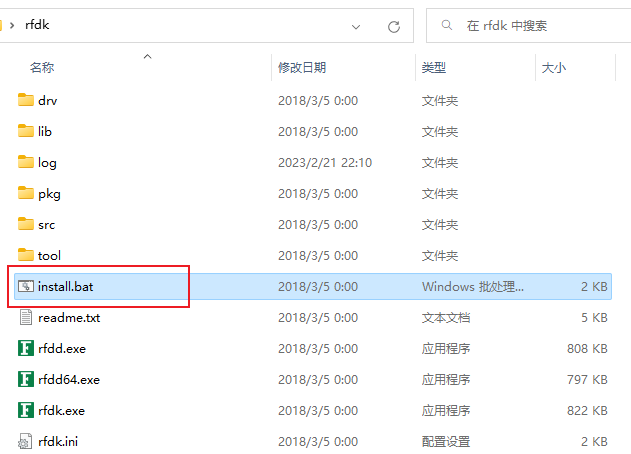 rfdk
在 rfdk 中搜索
名称 修改日期 类型 大小
drv 2018/3/5 0:00 文件夹
lib 2018/3/5 0:00 文件夹
log 2023/2/21 22:10 文件夹
pkg 2018/3/5 0:00 文件夹
src 2018/3/5 0:00 文件夹
tool 2018/3/5 0:00 文件夹
install.bat 2018/3/5 0:00 Windows 批处理... 2 KB
readme.txt 2018/3/5 0:00 文本文档 5 KB
rfdd.exe 2018/3/5 0:00 应用程序 808 KB
rfdd64.exe 2018/3/5 0:00 应用程序 797 KB
rfdk.exe 2018/3/5 0:00 应用程序 822 KB
rfdk.ini 2018/3/5 0:00 配置设置 2 KB